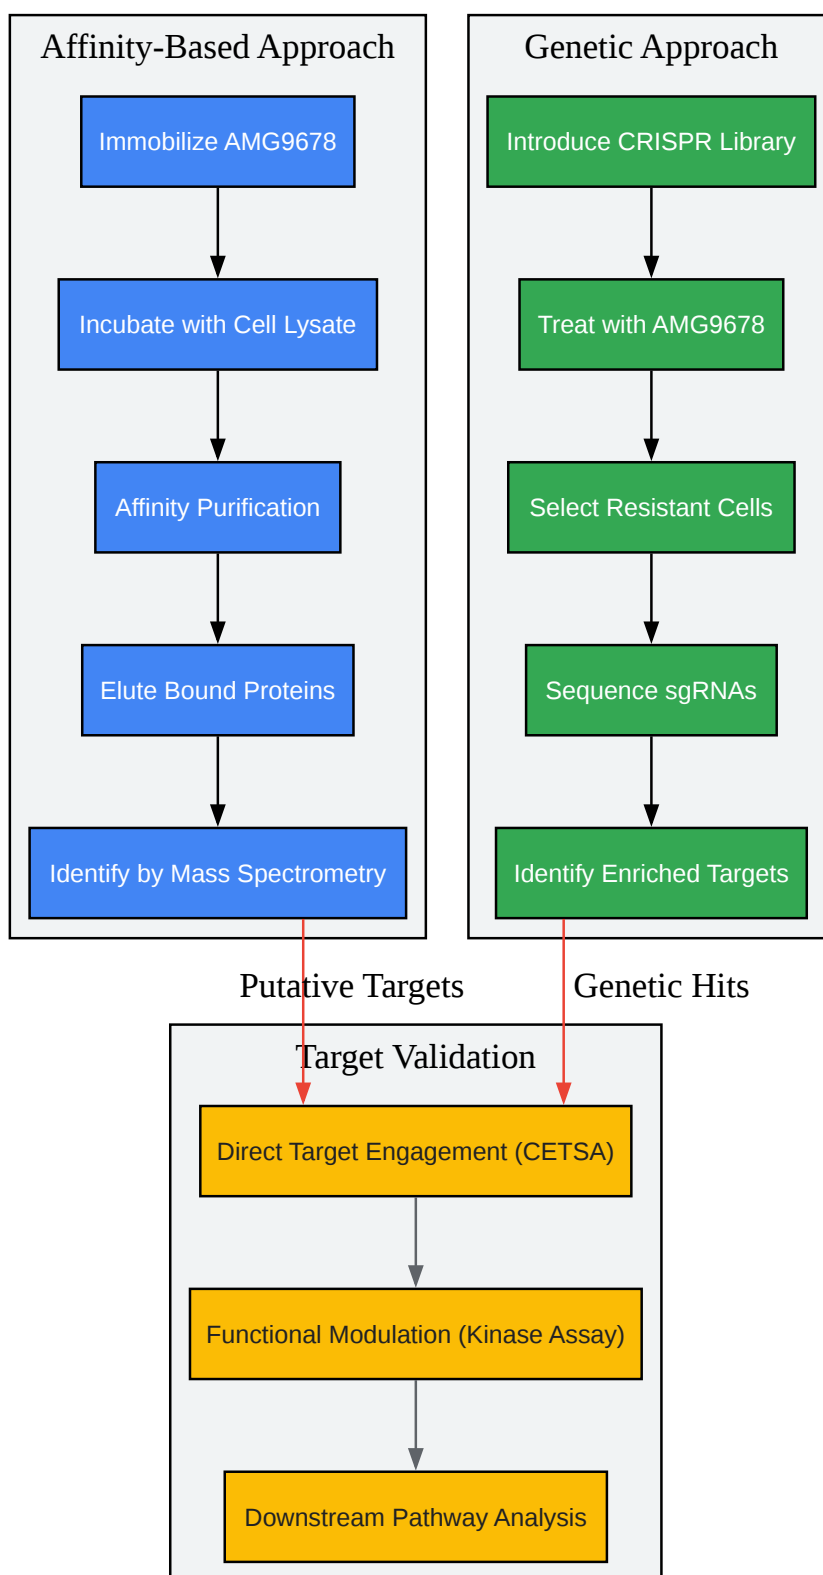 Affinity-Based Approach
Immobilize AMG9678
Incubate with Cell Lysate
Affinity Purification
Elute Bound Proteins
Identify by Mass Spectrometry
Genetic Approach
Introduce CRISPR Library
Treat with AMG9678
Select Resistant Cells
Sequence sgRNAs
Identify Enriched Targets
Putative Targets
Genetic Hits
Target Validation
Direct Target Engagement (CETSA)
Functional Modulation (Kinase Assay)
Downstream Pathway Analysis